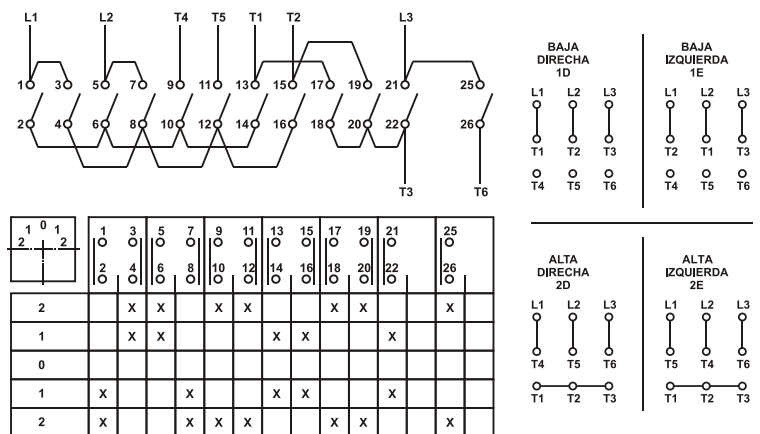 L1 L2 T4 T5 T1 T2 L3
1 3 5 7 9 11 13 15 17 19 21 25
2 4 6 8 10 12 14 16 18 20 22 26
T3 T6
1 0 1
2 2
1 3 5 7 9 11 13 15 17 19 21 25
2 4 6 8 10 12 14 16 18 20 22 26
2 X X X X X X X
1 X X X X X
0
1 X X X X X
2 X X X X X X X
BAJA
DIRECHA
1D
L1 L2 L3
T1 T2 T3
T4 T5 T6
BAJA
IZQUIERDA
1E
L1 L2 L3
T2 T1 T3
T4 T5 T6
ALTA
DIRECHA
2D
L1 L2 L3
T4 T5 T6
T1 T2 T3
ALTA
IZQUIERDA
2E
L1 L2 L3
T5 T4 T6
T1 T2 T3